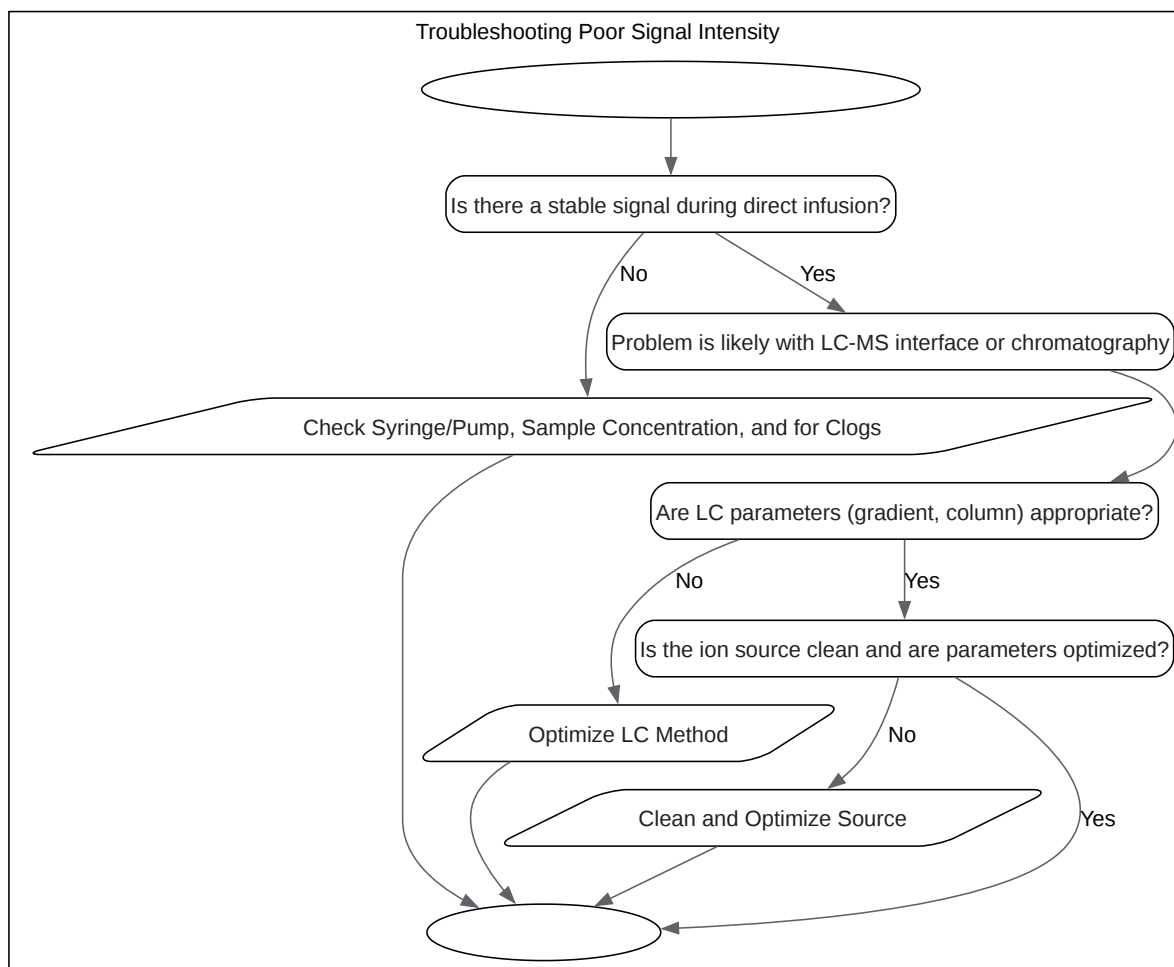 Troubleshooting Poor Signal Intensity
Is there a stable signal during direct infusion?
No
Yes
Problem is likely with LC-MS interface or chromatography
Check Syringe/Pump, Sample Concentration, and for Clogs
Are LC parameters (gradient, column) appropriate?
No
Yes
Is the ion source clean and are parameters optimized?
Optimize LC Method
No
Clean and Optimize Source
Yes